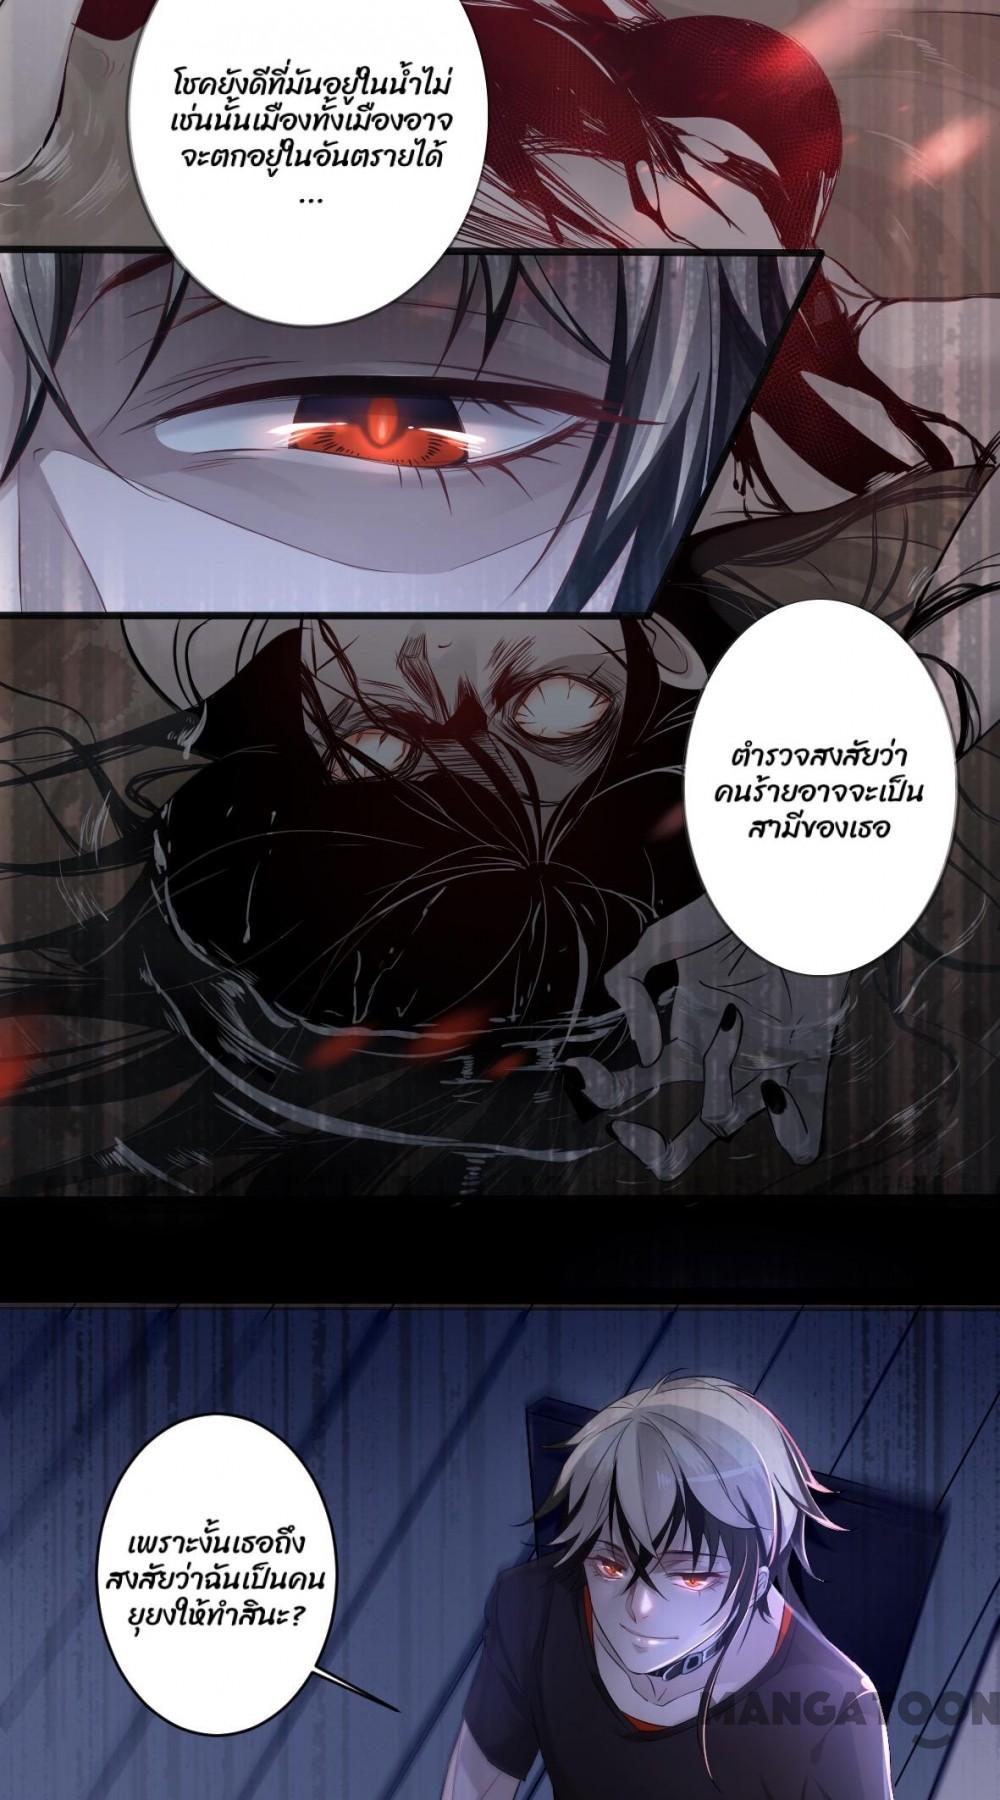 โชคยังดีที่มันอยู่ในน้ำไม่
เช่นนั้นเมืองทั้งเมืองอาจ
จะตกอยู่ในอันตรายได้
...
ตำรวจสงสัยว่า
คนร้ายอาจจะเป็น
สามีของเธอ
เพราะงั้นเธอถึง
สงสัยว่าฉันเป็นคน
ยุยงให้ทำสินะ?
MANGATOON